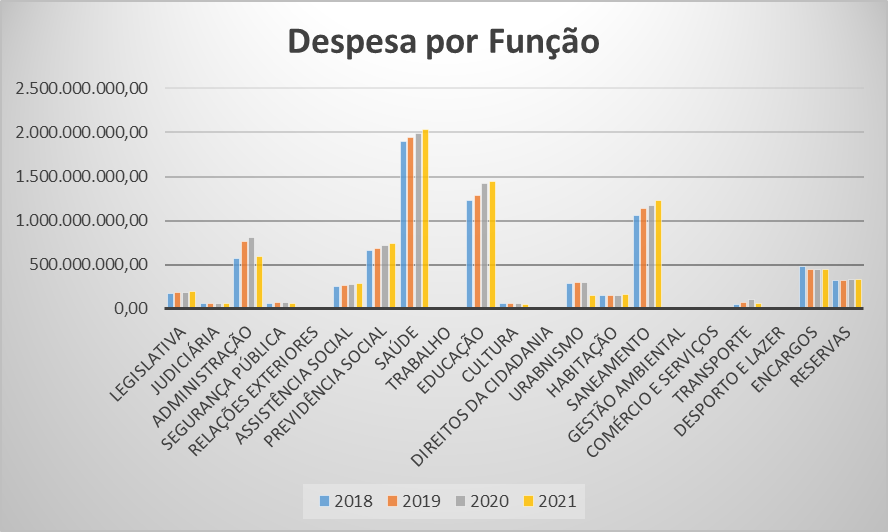 Despesa por Função
2.500.000.000,00
2.000.000.000,00
1.500.000.000,00
1.000.000.000,00
500.000.000,00
0,00
LEGISLATIVA
JUDICIÁRIA
ADMINISTRAÇÃO
SEGURANÇA PÚBLICA
RELAÇÕES EXTERIORES
ASSISTÊNCIA SOCIAL
PREVIDÊNCIA SOCIAL
SAÚDE
TRABALHO
EDUCAÇÃO
CULTURA
DIREITOS DA CIDADANIA
URABNISMO
HABITAÇÃO
SANEAMENTO
GESTÃO AMBIENTAL
COMÉRCIO E SERVIÇOS
TRANSPORTE
DESPORTO E LAZER
ENCARGOS
RESERVAS
2018 2019 2020 2021